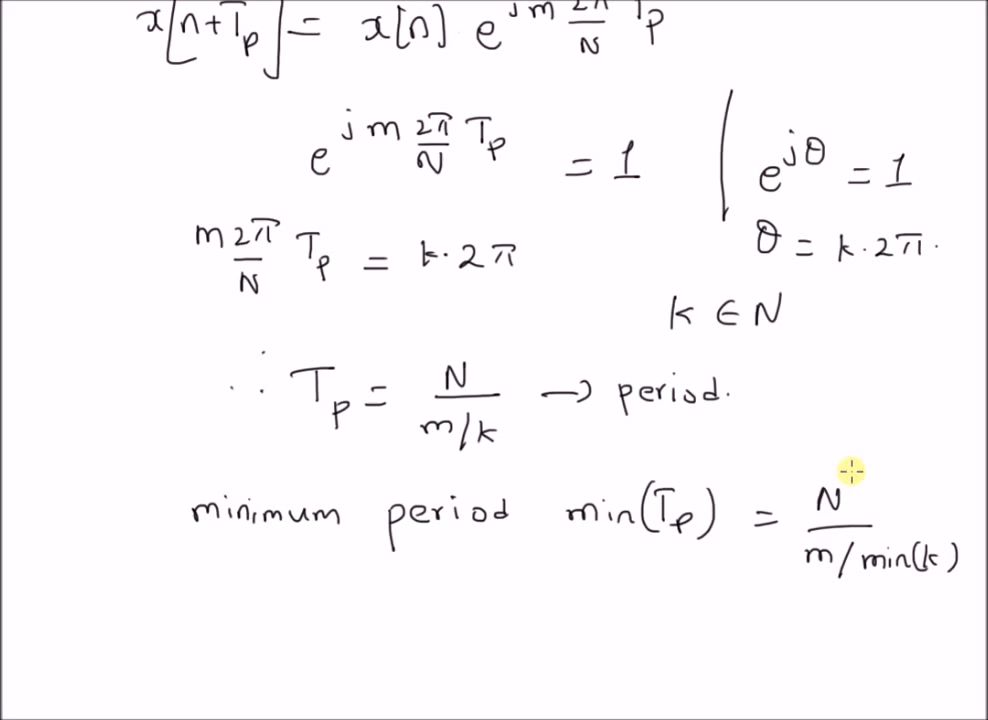 x[n+Tp] = x[n] e^{jm 2π/N Tp}
e^{jm 2π/N Tp} = 1 | e^{jθ} = 1
m2π/N Tp = k·2π
θ = k·2π.
k ∈ N
∴ Tp = N/(m/k) → period.
minimum period min(Tp) = N/(m/min(k))